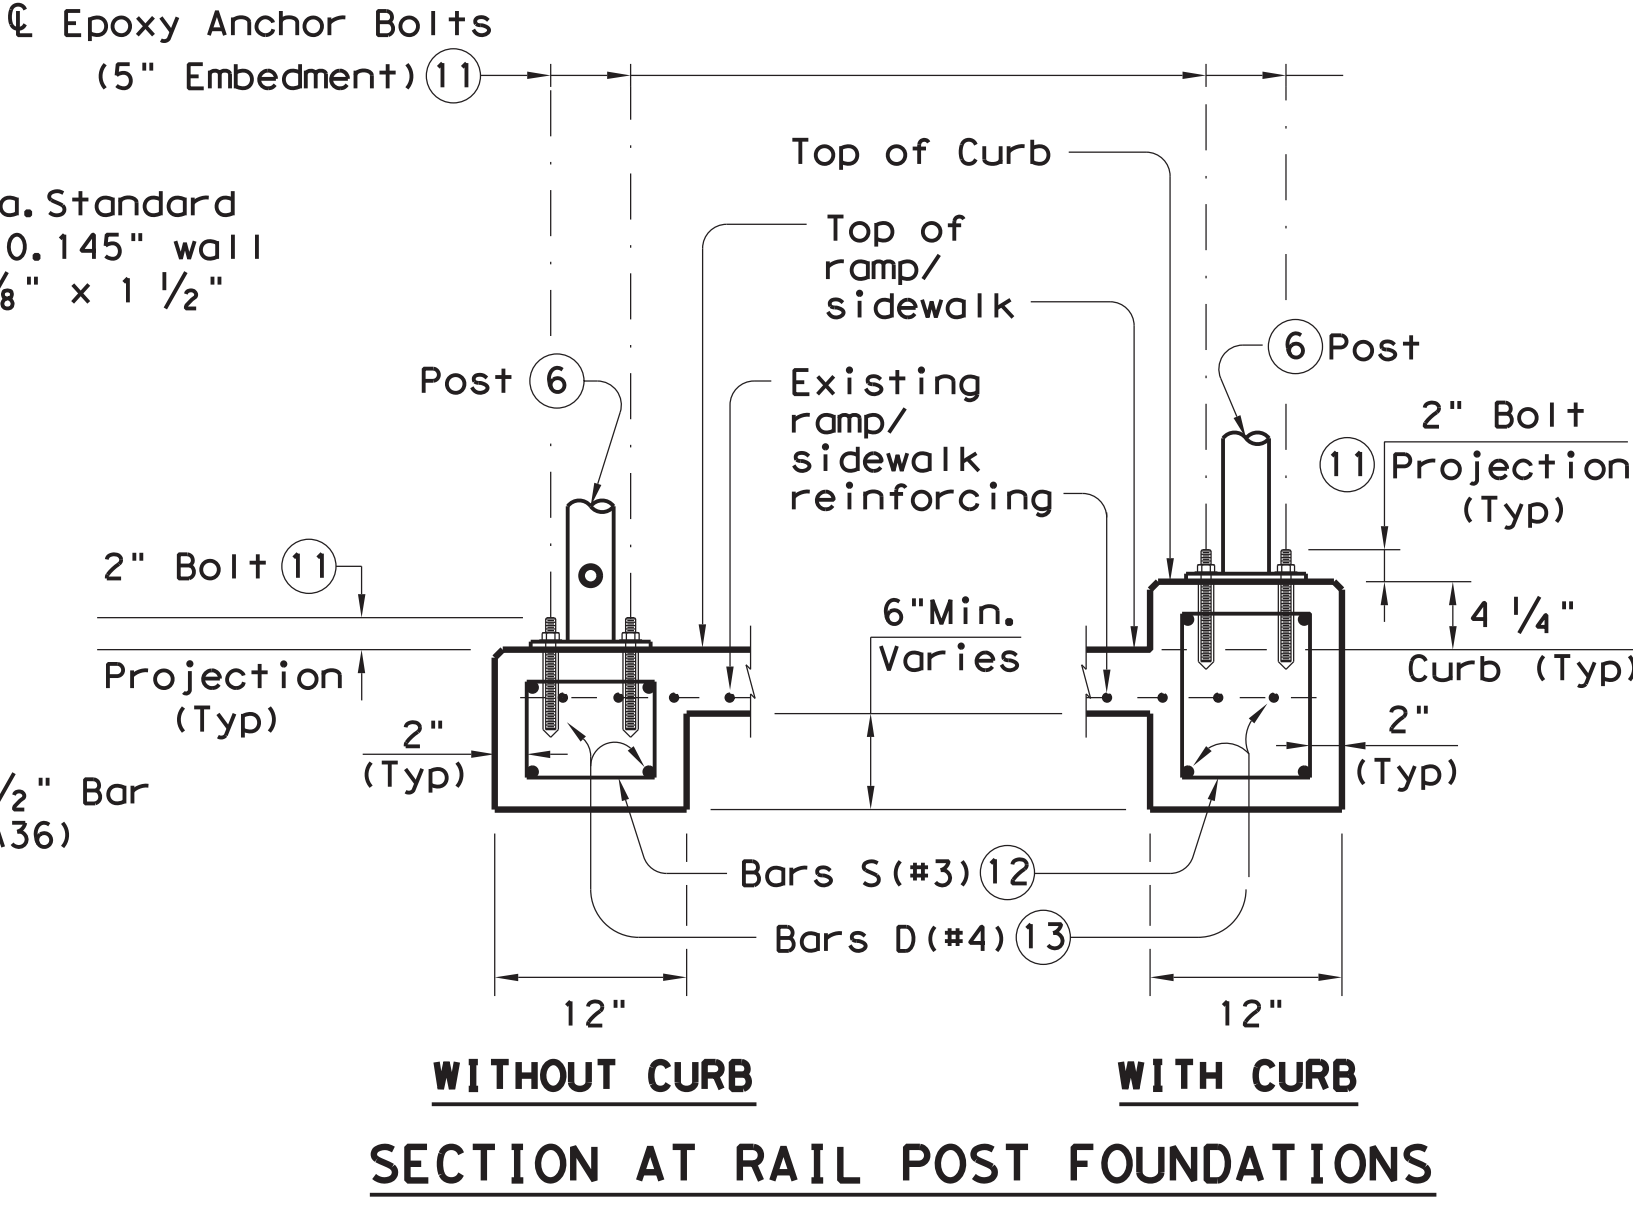 ℄ Epoxy Anchor Bolts
(5" Embedment) 11
Top of Curb
a. Standard
0.145" wall
⅛" x 1 ½"
Top of
ramp/
sidewalk
Post 6
Existing
ramp/
sidewalk
reinforcing
6 Post
2" Bolt
11 Projection
(Typ)
2" Bolt 11
Projection
(Typ)
6"Min.
Varies
4 ¼"
Curb (Typ)
2"
(Typ)
2"
(Typ)
½" Bar
A36)
Bars S(#3) 12
Bars D(#4) 13
12"
12"
WITHOUT CURB
WITH CURB
SECTION AT RAIL POST FOUNDATIONS